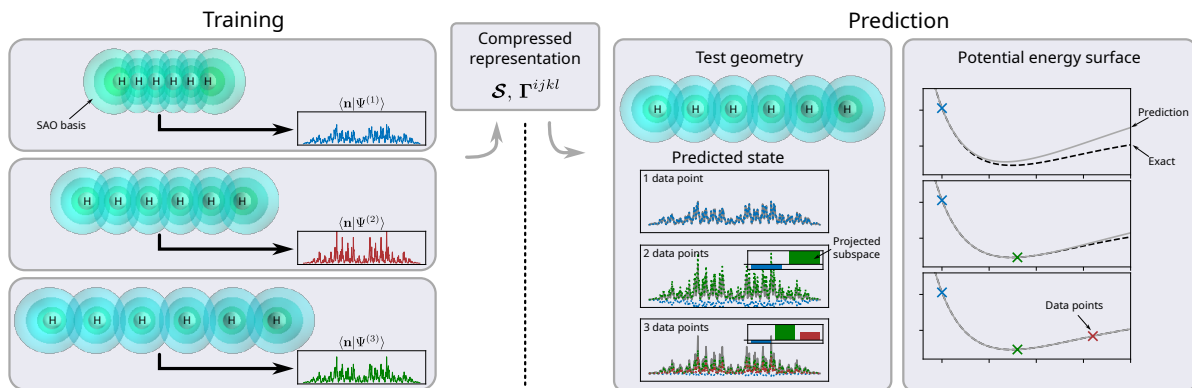 Training
H H H H H H
SAO basis
⟨n|Ψ⁽¹⁾⟩
H H H H H H
⟨n|Ψ⁽²⁾⟩
H H H H H H
⟨n|Ψ⁽³⁾⟩
Compressed
representation
𝓢, Γⁱʲᵏˡ
Prediction
Test geometry
H H H H H H
Predicted state
1 data point
2 data points
Projected
subspace
3 data points
Potential energy surface
Prediction
Exact
Data points